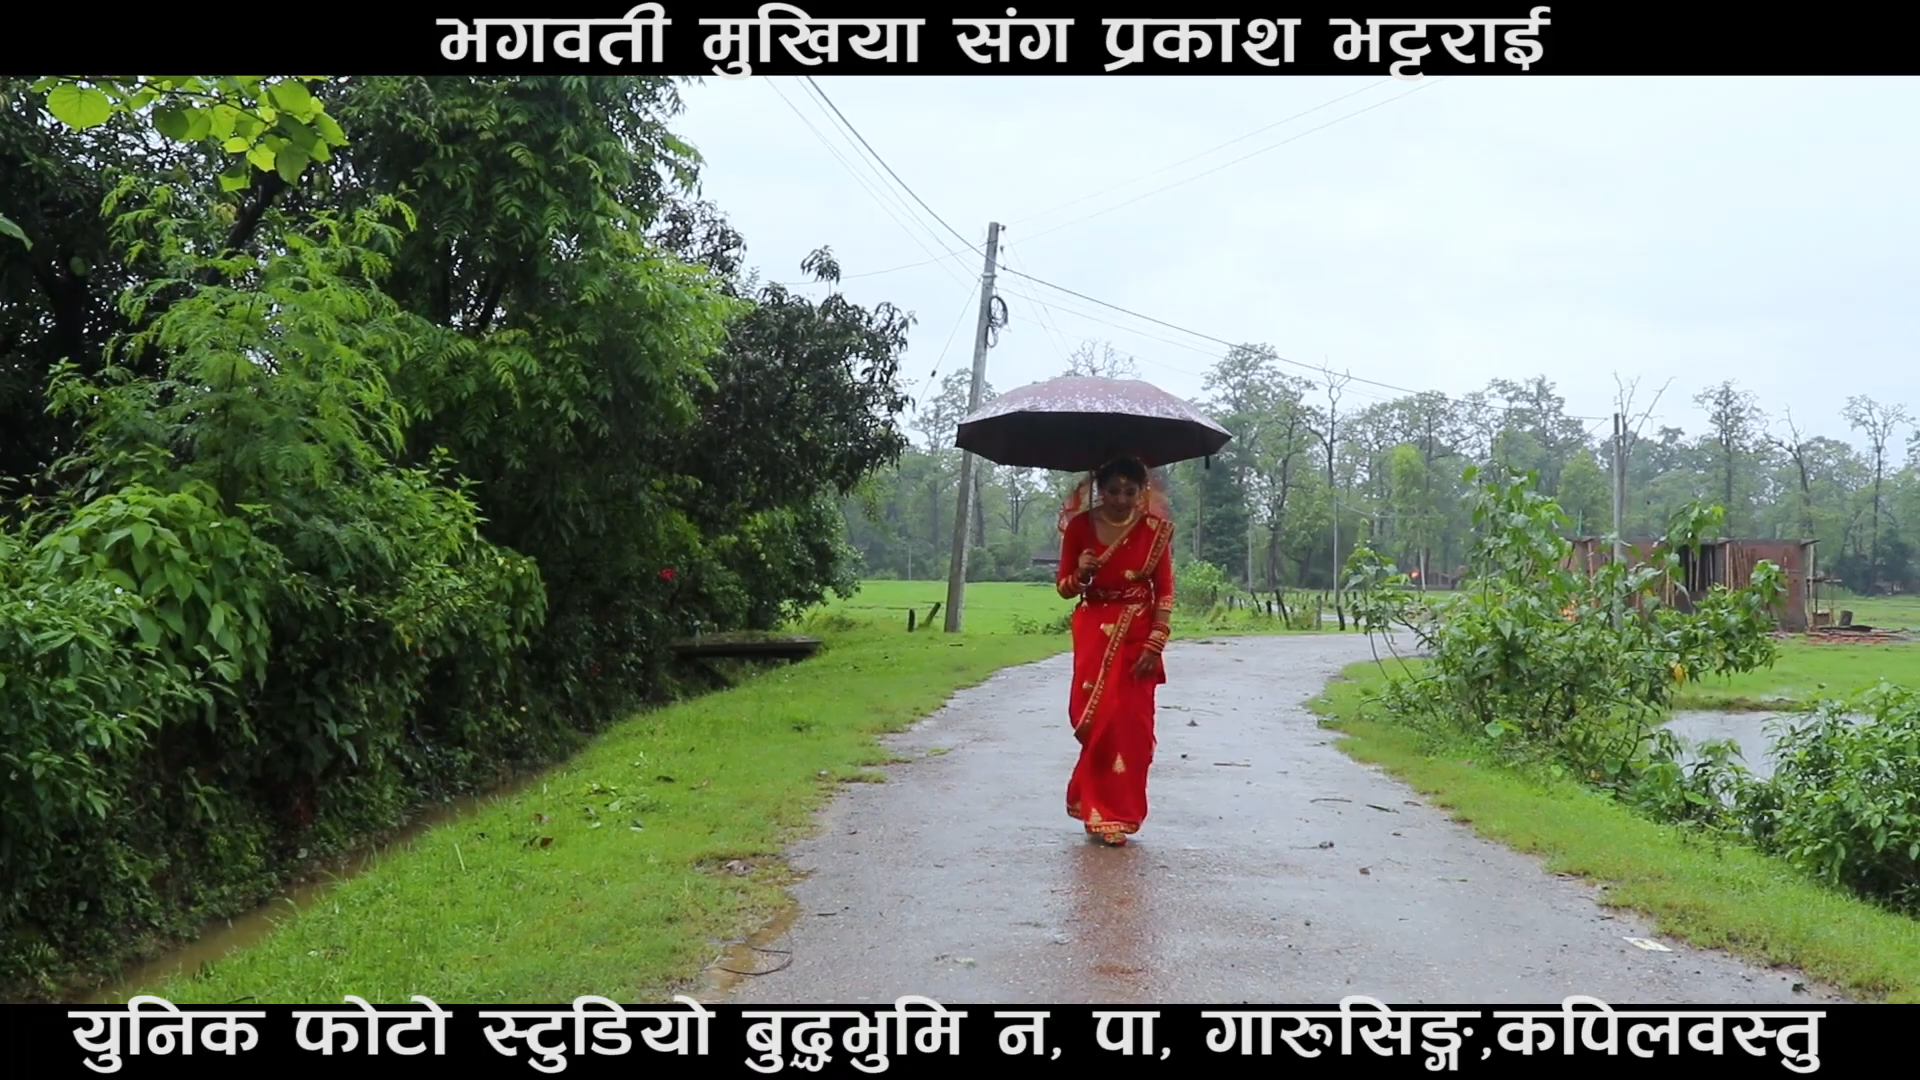 भगवती मुखिया संग प्रकाश भट्टराई
युनिक फोटो स्टुडियो बुद्धभुमि न, पा, गारूसिङ्ग,कपिलवस्तु